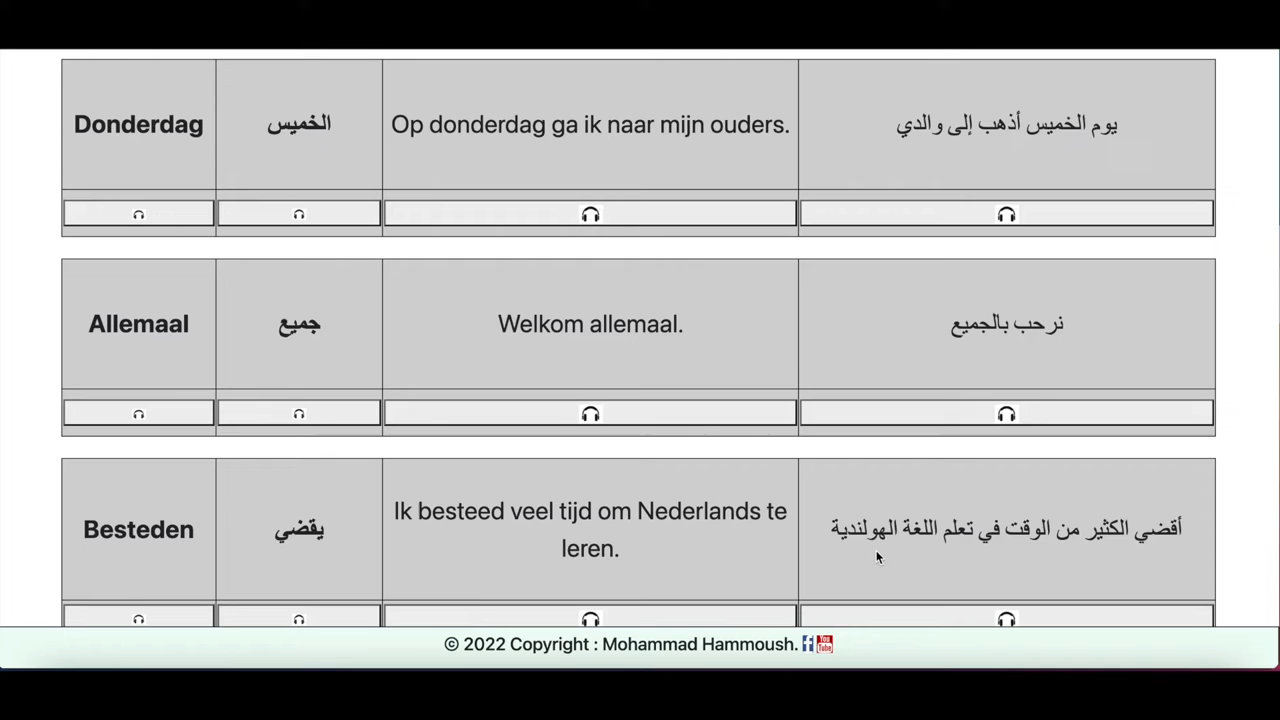 Donderdag
الخميس
Op donderdag ga ik naar mijn ouders.
يوم الخميس أذهب إلى والدي
Allemaal
جميع
Welkom allemaal.
نرحب بالجميع
Besteden
يقضي
Ik besteed veel tijd om Nederlands te
leren.
أقضي الكثير من الوقت في تعلم اللغة الهولندية
© 2022 Copyright : Mohammad Hammoush. f You Tube